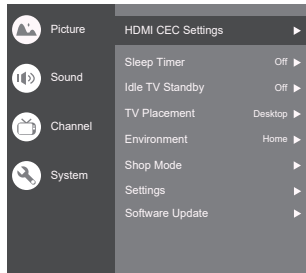 Picture
Sound
Channel
System
HDMI CEC Settings
Sleep Timer Off
Idle TV Standby Off
TV Placement Desktop
Environment Home
Shop Mode
Settings
Software Update